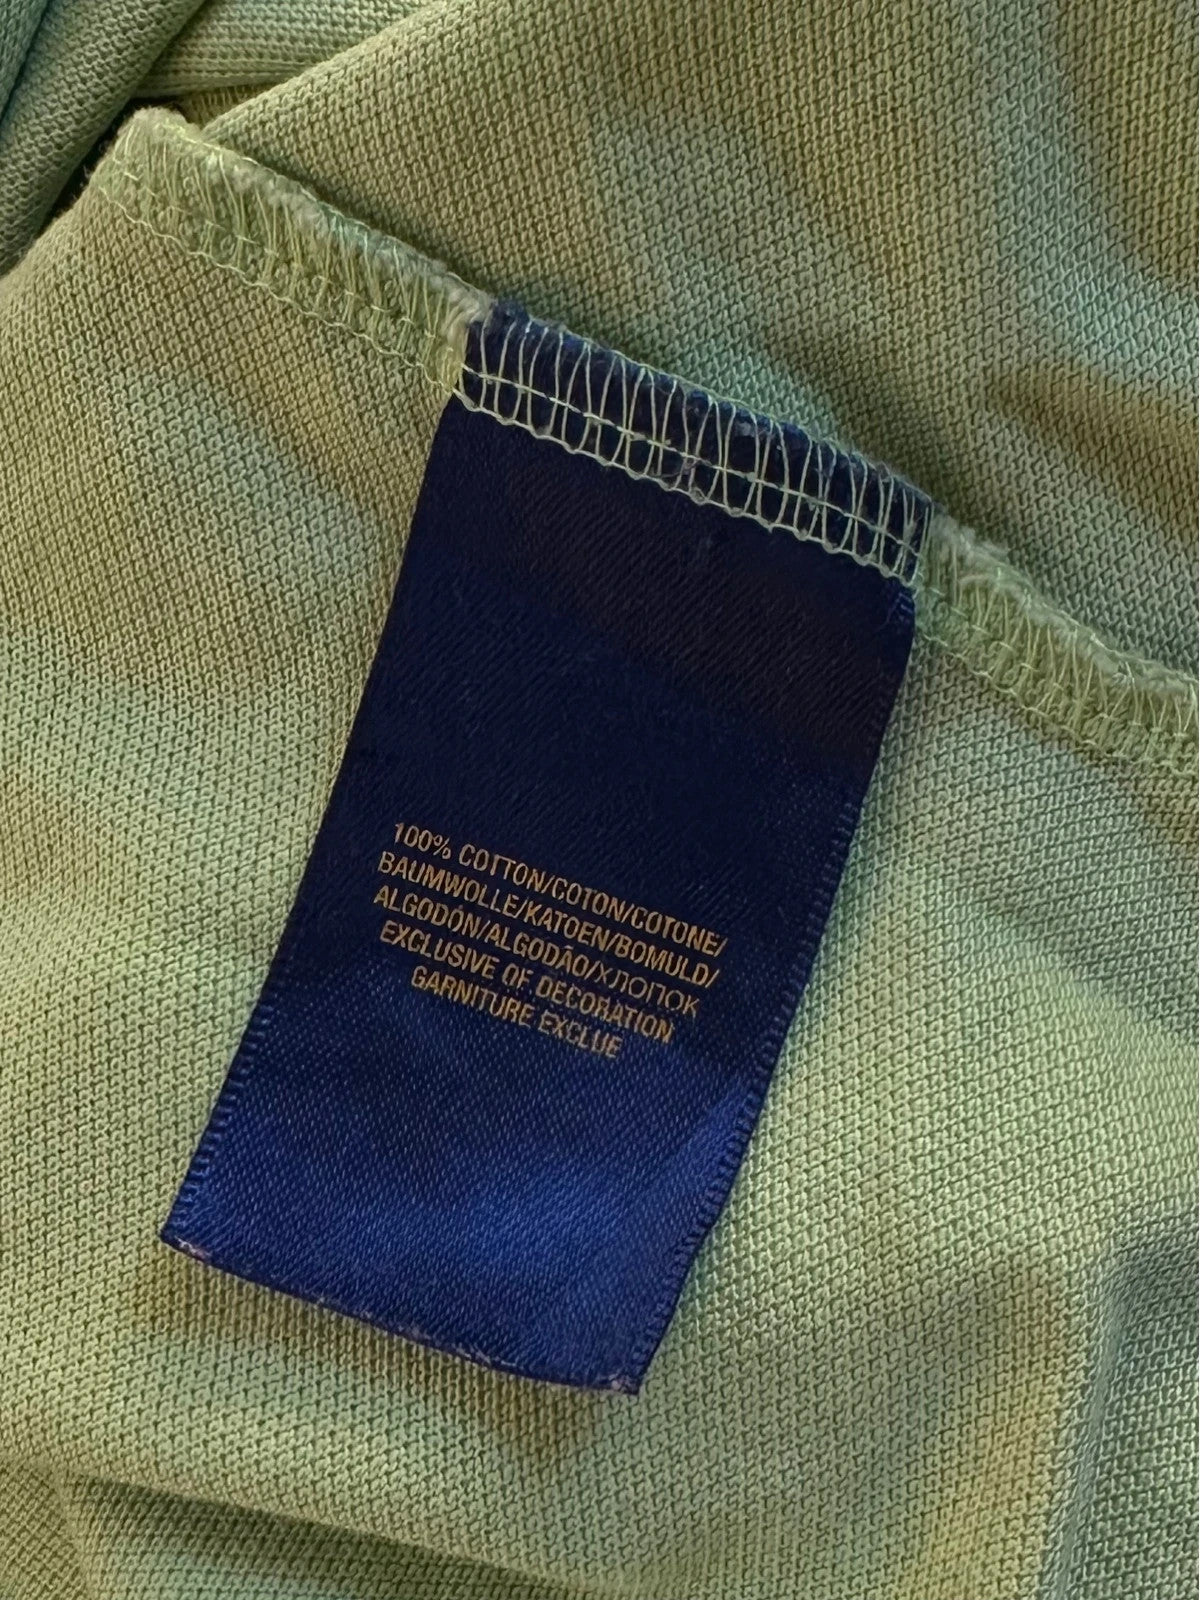 100% COTTON/COTON/COTONE/
BAUMWOLLE/KATOEN/BOMULD/
ALGODÓN/ALGODÃO/ХЛОПОК
EXCLUSIVE OF DECORATION
GARNITURE EXCLUE